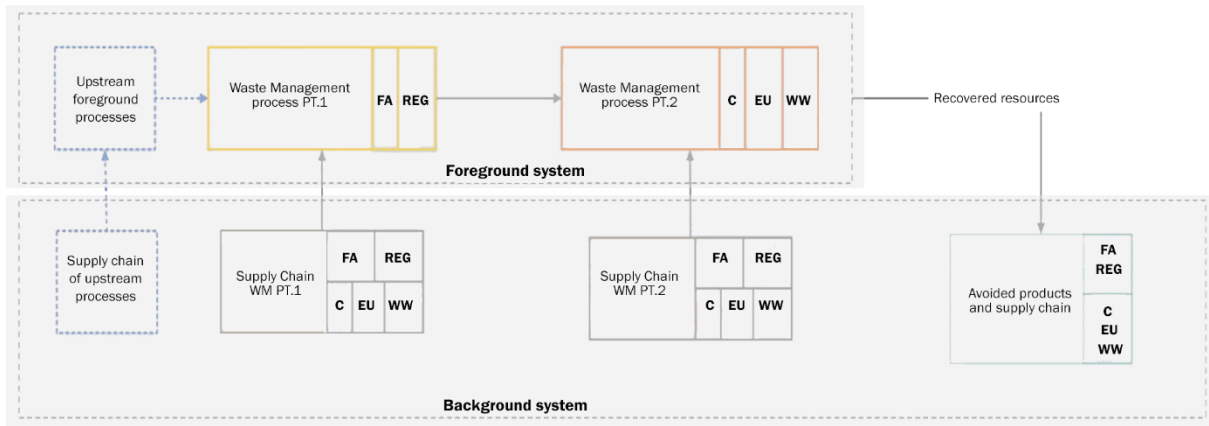 Upstream
foreground
processes
Waste Management
process PT.1
FA
REG
Waste Management
process PT.2
C
EU
WW
Recovered resources
Foreground system
Supply chain
of upstream
processes
Supply Chain
WM PT.1
FA
REG
C
EU
WW
Supply Chain
WM PT.2
FA
REG
C
EU
WW
Avoided products
and supply chain
FA
REG
C
EU
WW
Background system